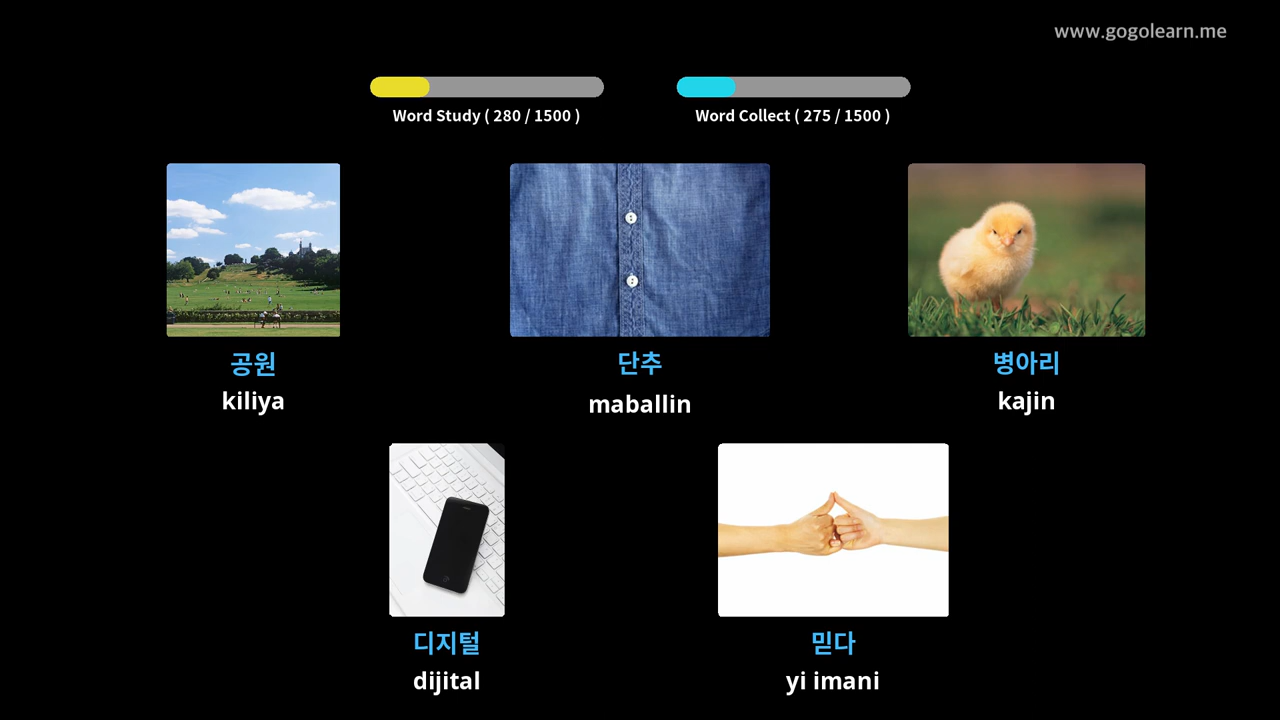 www.gogolearn.me
Word Study ( 280 / 1500 )
Word Collect ( 275 / 1500 )
공원
kiliya
단추
maballin
병아리
kajin
디지털
dijital
믿다
yi imani